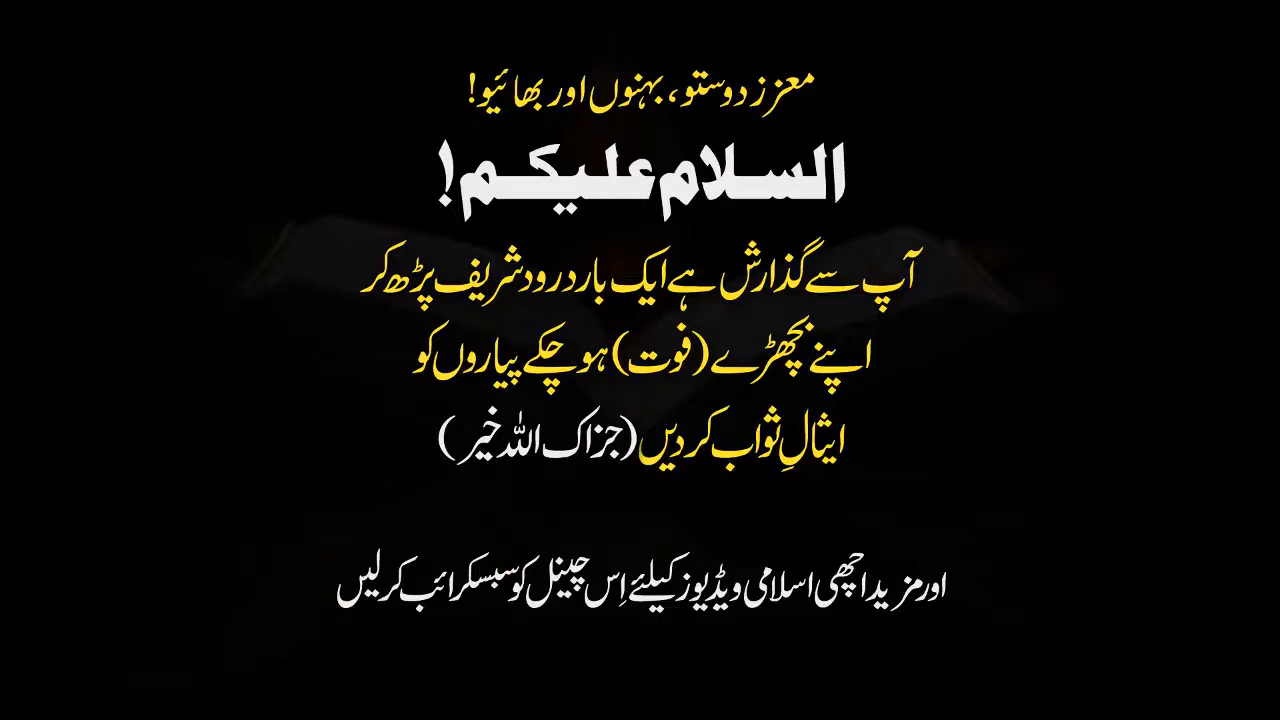 معزز دوستو، بہنوں اور بھائیو!
السلام علیکم!
آپ سے گذارش ہے ایک بار درود شریف پڑھ کر
اپنے بچھڑے (فوت) ہو چکے پیاروں کو
ایثالِ ثواب کر دیں (جزاک اللہ خیر)
اور مزید اچھی اسلامی ویڈیوز کیلئے اِس چینل کو سبسکرائب کر لیں